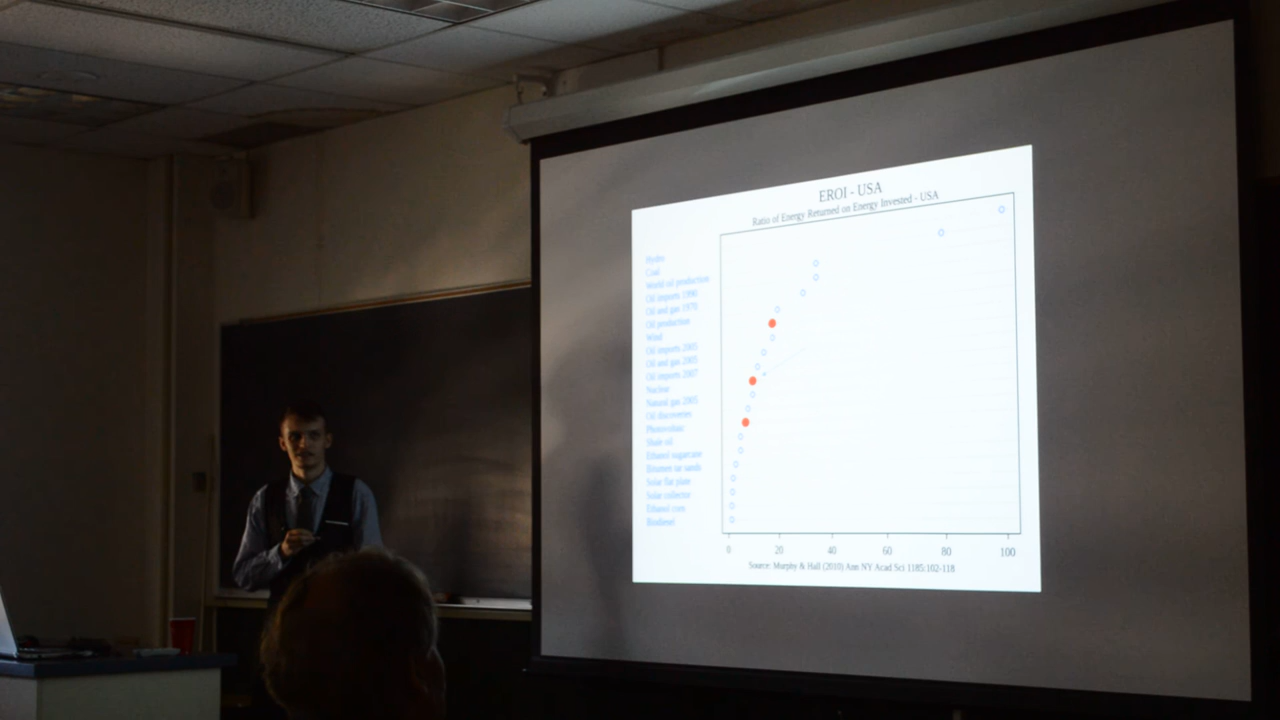 EROI - USA
Ratio of Energy Returned on Energy Invested - USA
Hydro
Coal
World oil production
Oil imports 1990
Oil and gas 1970
Oil production
Wind
Oil imports 2005
Oil and gas 2005
Oil imports 2007
Nuclear
Natural gas 2005
Oil discoveries
Photovoltaic
Shale oil
Ethanol sugarcane
Bitumen tar sands
Solar flat plate
Solar collector
Ethanol corn
Biodiesel
0 20 40 60 80 100
Source: Murphy & Hall (2010) Ann NY Acad Sci 1185:102-118